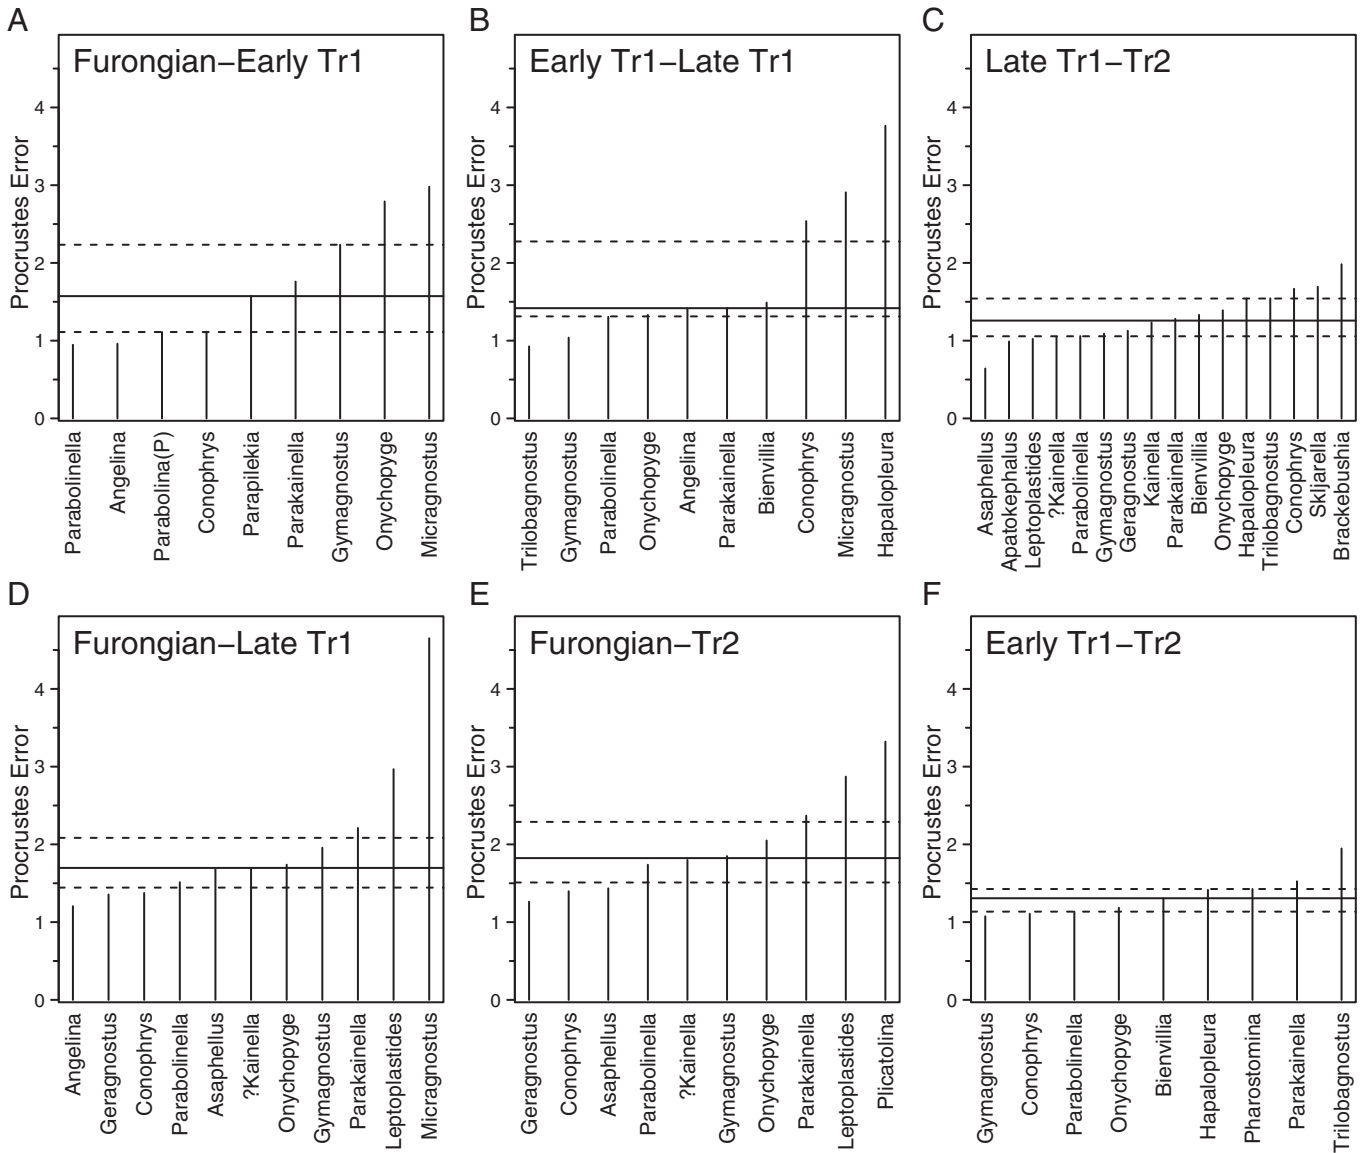 A
Furongian–Early Tr1
Procrustes Error
4
3
2
1
0
Parabolinella
Angelina
Parabolina(P)
Conophrys
Parapilekia
Parakainella
Gymagnostus
Onychopyge
Micragnostus
B
Early Tr1–Late Tr1
Procrustes Error
4
3
2
1
0
Trilobagnostus
Gymagnostus
Parabolinella
Onychopyge
Angelina
Parakainella
Bienvillia
Conophrys
Micragnostus
Hapalopleura
C
Late Tr1–Tr2
Procrustes Error
4
3
2
1
0
Asaphellus
Apatokephalus
Leptoplastides
?Kainella
Parabolinella
Gymagnostus
Geragnostus
Kainella
Parakainella
Bienvillia
Onychopyge
Hapalopleura
Trilobagnostus
Conophrys
Skljarella
Brackebushia
D
Furongian–Late Tr1
Procrustes Error
4
3
2
1
0
Angelina
Geragnostus
Conophrys
Parabolinella
Asaphellus
?Kainella
Onychopyge
Gymagnostus
Parakainella
Leptoplastides
Micragnostus
E
Furongian–Tr2
Procrustes Error
4
3
2
1
0
Geragnostus
Conophrys
Asaphellus
Parabolinella
?Kainella
Gymagnostus
Onychopyge
Parakainella
Leptoplastides
Plicatolina
F
Early Tr1–Tr2
Procrustes Error
4
3
2
1
0
Gymagnostus
Conophrys
Parabolinella
Onychopyge
Bienvillia
Hapalopleura
Pharostomina
Parakainella
Trilobagnostus